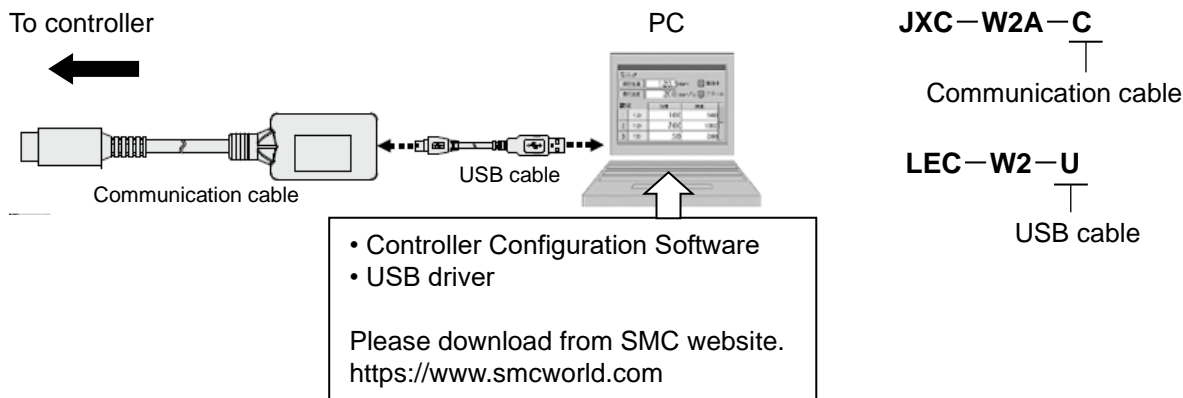 To controller
PC
JXC－W2A－C
Communication cable
Communication cable
USB cable
LEC－W2－U
USB cable
• Controller Configuration Software
• USB driver
Please download from SMC website.
https://www.smcworld.com